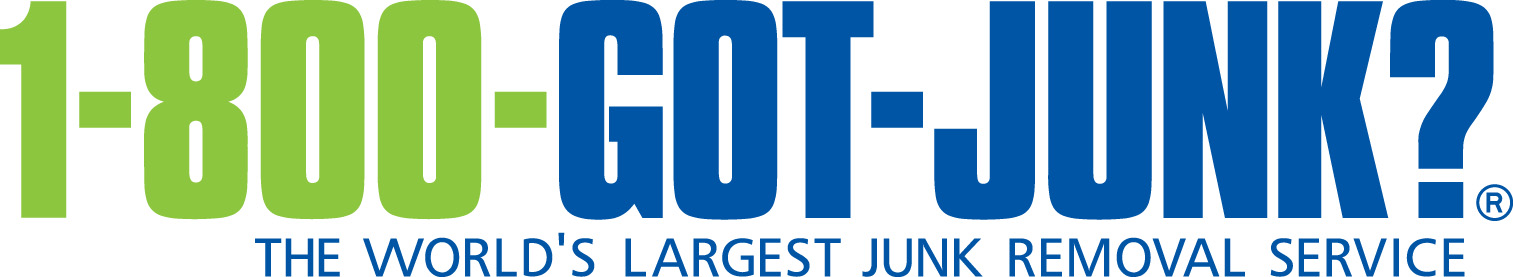 1-800-GOT-JUNK?®
THE WORLD'S LARGEST JUNK REMOVAL SERVICE